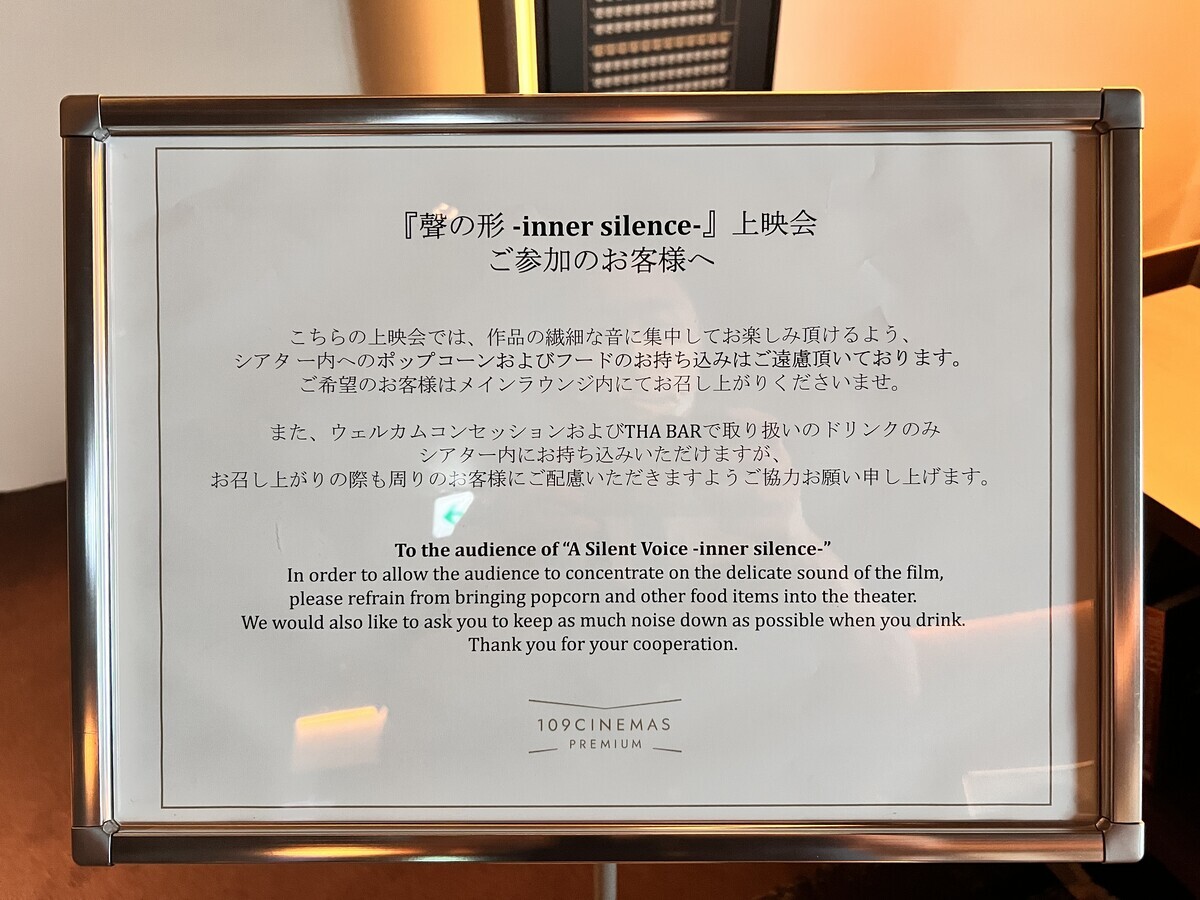 『聲の形 -inner silence-』上映会
ご参加のお客様へ
こちらの上映会では、作品の繊細な音に集中してお楽しみ頂けるよう、
シアター内へのポップコーンおよびフードのお持ち込みはご遠慮頂いております。
ご希望のお客様はメインラウンジ内にてお召し上がりくださいませ。
また、ウェルカムコンセッションおよびTHA BARで取り扱いのドリンクのみ
シアター内にお持ち込みいただけますが、
お召し上がりの際も周りのお客様にご配慮いただきますようご協力お願い申し上げます。
To the audience of “A Silent Voice -inner silence-”
In order to allow the audience to concentrate on the delicate sound of the film,
please refrain from bringing popcorn and other food items into the theater.
We would also like to ask you to keep as much noise down as possible when you drink.
Thank you for your cooperation.
109CINEMAS
PREMIUM